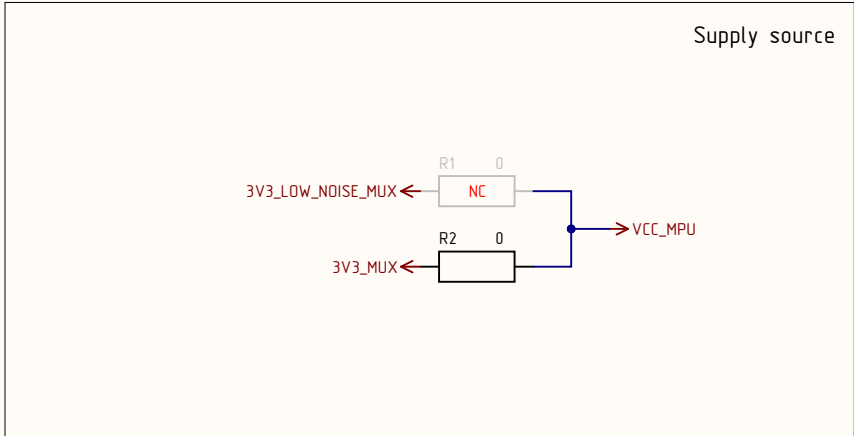 Supply source
R1 0
3V3_LOW_NOISE_MUX NC
VCC_MPU
R2 0
3V3_MUX